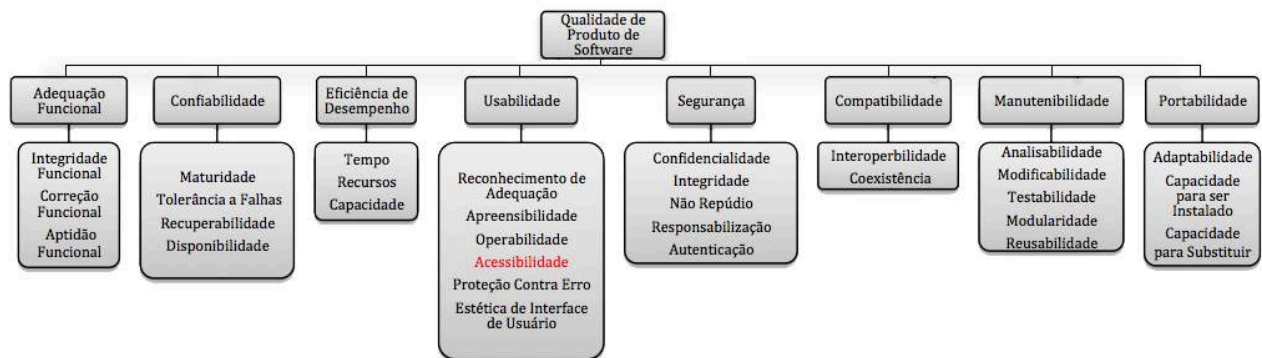 Qualidade de
Produto de
Software
Adequação
Funcional
Confiabilidade
Eficiência de
Desempenho
Usabilidade
Segurança
Compatibilidade
Manutenibilidade
Portabilidade
Integridade
Funcional
Correção
Funcional
Aptidão
Funcional
Maturidade
Tolerância a Falhas
Recuperabilidade
Disponibilidade
Tempo
Recursos
Capacidade
Reconhecimento de
Adequação
Apreensibilidade
Operabilidade
Acessibilidade
Proteção Contra Erro
Estética de Interface
de Usuário
Confidencialidade
Integridade
Não Repúdio
Responsabilização
Autenticação
Interoperbilidade
Coexistência
Analisabilidade
Modificabilidade
Testabilidade
Modularidade
Reusabilidade
Adaptabilidade
Capacidade
para ser
Instalado
Capacidade
para Substituir